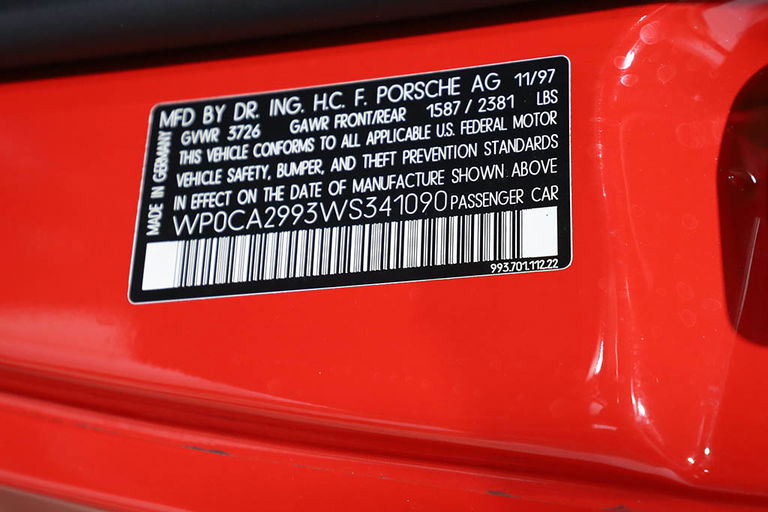 MFD BY DR. ING. H.C. F. PORSCHE AG 11/97
GVWR 3726 GAWR FRONT/REAR 1587 / 2381 LBS
THIS VEHICLE CONFORMS TO ALL APPLICABLE U.S. FEDERAL MOTOR
VEHICLE SAFETY, BUMPER, AND THEFT PREVENTION STANDARDS
IN EFFECT ON THE DATE OF MANUFACTURE SHOWN ABOVE
WP0CA2993WS341090 PASSENGER CAR
993.701.112.22
MADE IN GERMANY